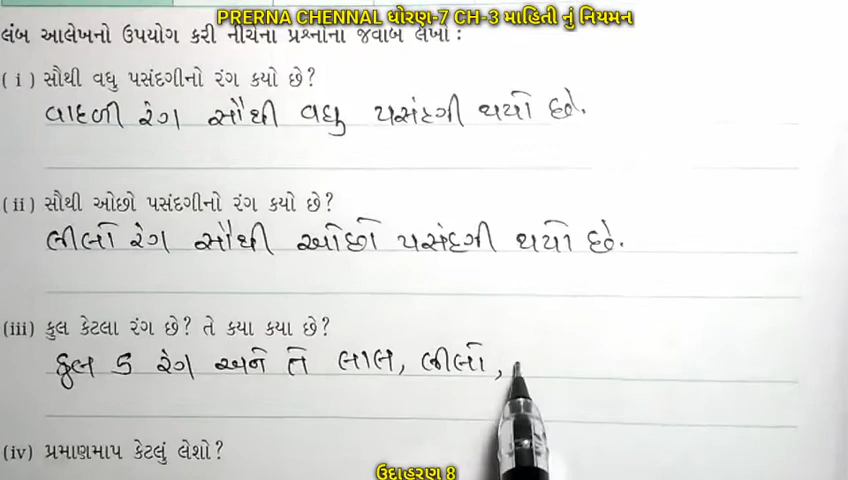 PRERNA CHENNAL ધોરણ-7 CH-3 માહિતી નું નિયમન
લંબ આલેખનો ઉપયોગ કરી નીચેના પ્રશ્નોના જવાબ લખો :
(i) સૌથી વધુ પસંદગીનો રંગ કયો છે?
વાદળી રંગ સૌથી વધુ પસંદગી થયો છે.
(ii) સૌથી ઓછો પસંદગીનો રંગ કયો છે?
લીલો રંગ સૌથી ઓછો પસંદગી થયો છે.
(iii) કુલ કેટલા રંગ છે? તે કયા કયા છે?
કુલ 5 રંગ અને તે લાલ, લીલો,
(iv) પ્રમાણમાપ કેટલું લેશો?
ઉદાહરણ 8